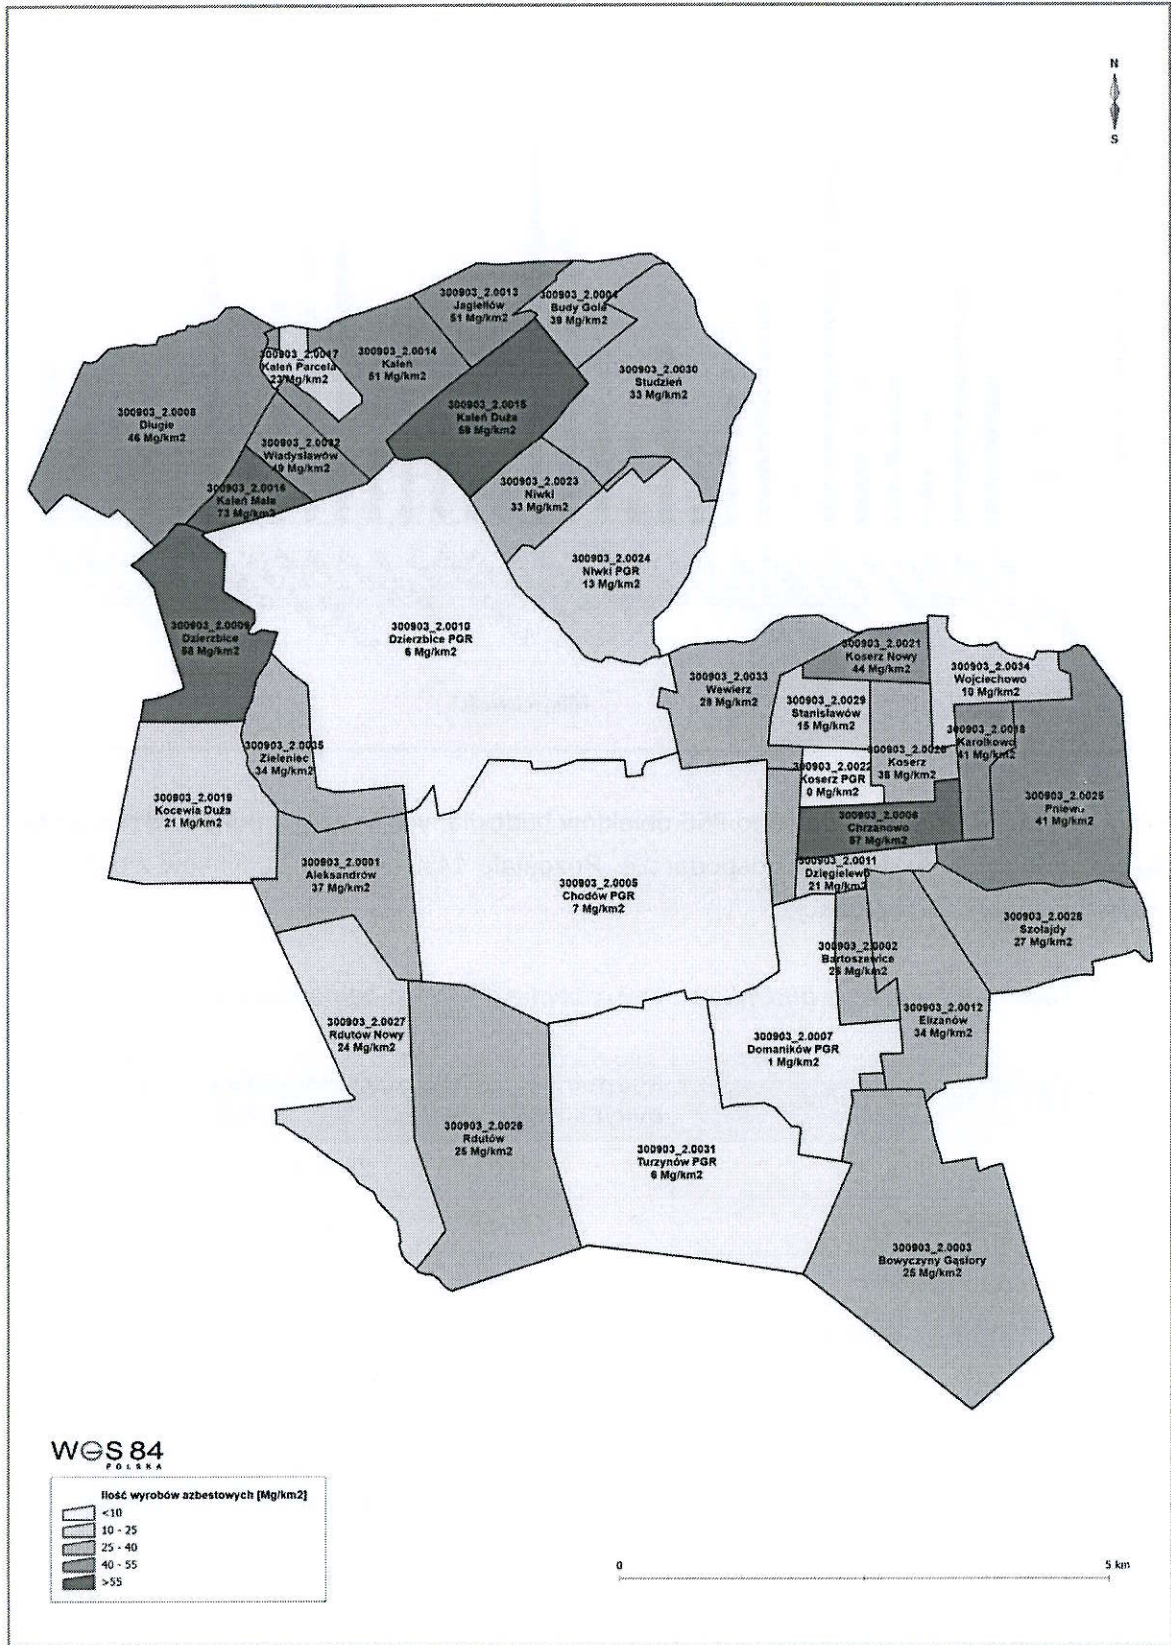 N
S
300903_2.0013
Jagiełłów
51 Mg/km2
300903_2.0004
Budy Gole
39 Mg/km2
300903_2.0017
Kaleń Parcela
23 Mg/km2
300903_2.0014
Kaleń
51 Mg/km2
300903_2.0030
Studzień
33 Mg/km2
300903_2.0008
Długie
46 Mg/km2
300903_2.0015
Kaleń Duża
59 Mg/km2
300903_2.0032
Władysławów
49 Mg/km2
300903_2.0016
Kaleń Mała
73 Mg/km2
300903_2.0023
Niwki
33 Mg/km2
300903_2.0024
Niwki PGR
13 Mg/km2
300903_2.0009
Dzierzbice
58 Mg/km2
300903_2.0010
Dzierzbice PGR
6 Mg/km2
300903_2.0021
Koserz Nowy
44 Mg/km2
300903_2.0034
Wojciechowo
10 Mg/km2
300903_2.0033
Wewierz
28 Mg/km2
300903_2.0029
Stanisławów
15 Mg/km2
300903_2.0018
Karolkowo
41 Mg/km2
300903_2.0035
Zieleniec
34 Mg/km2
300903_2.0020
Koserz
38 Mg/km2
300903_2.0022
Koserz PGR
0 Mg/km2
300903_2.0019
Kocewia Duża
21 Mg/km2
300903_2.0025
Pniewo
41 Mg/km2
300903_2.0006
Chrzanowo
57 Mg/km2
300903_2.0001
Aleksandrów
37 Mg/km2
300903_2.0011
Dzięgielewo
21 Mg/km2
300903_2.0005
Chodów PGR
7 Mg/km2
300903_2.0028
Szołajdy
27 Mg/km2
300903_2.0002
Bartoszewice
Mg/km2
300903_2.0012
Elizanów
34 Mg/km2
300903_2.0027
Rdutów Nowy
24 Mg/km2
300903_2.0007
Domaników PGR
1 Mg/km2
300903_2.0026
Rdutów
25 Mg/km2
300903_2.0031
Turzynów PGR
6 Mg/km2
300903_2.0003
Bowyczyny Gąsiory
25 Mg/km2
WGS 84
POLSKA
Ilość wyrobów azbestowych [Mg/km2]
<10
10 - 25
25 - 40
40 - 55
>55
0 5 km